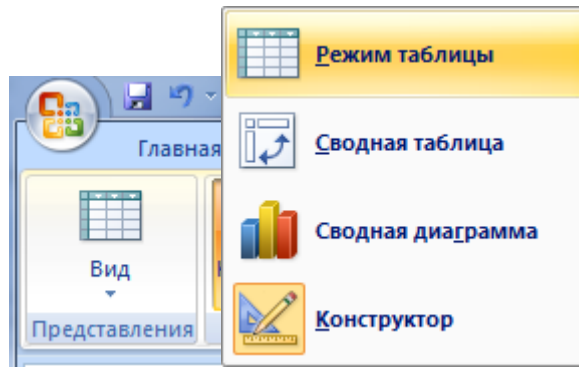 Режим таблицы
Сводная таблица
Сводная диаграмма
Конструктор
Главная
Вид
Представления